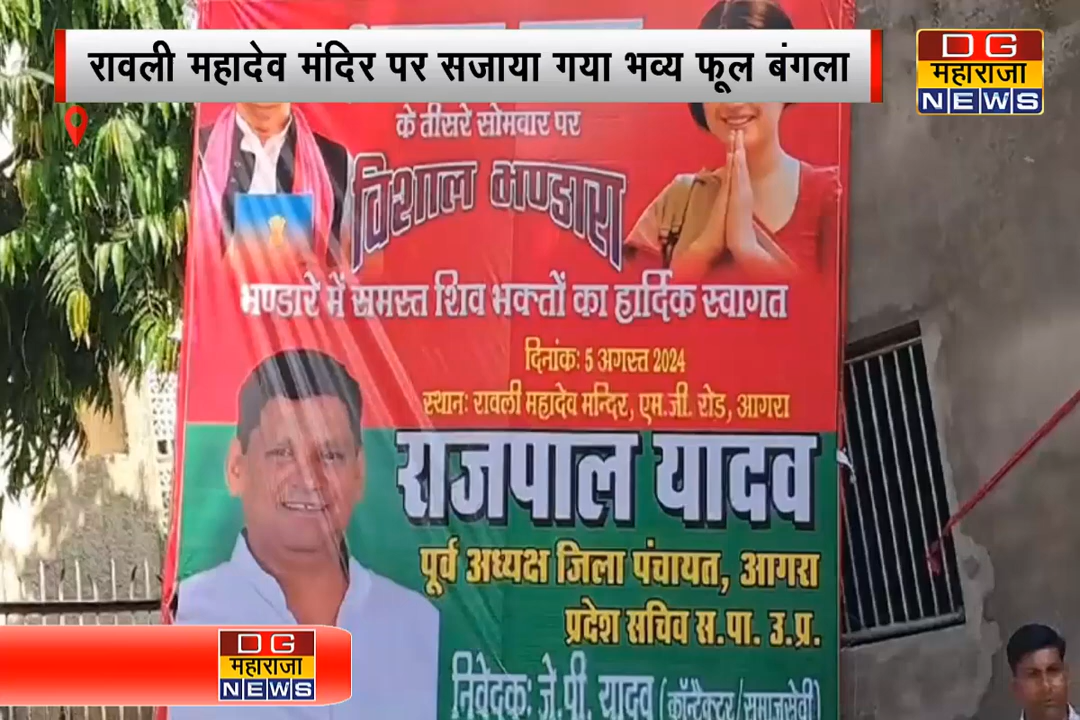 रावली महादेव मंदिर पर सजाया गया भव्य फूल बंगला
DG
महाराजा
NEWS
के तीसरे सोमवार पर
विशाल भण्डारा
भण्डारे में समस्त शिव भक्तों का हार्दिक स्वागत
दिनांक: 5 अगस्त 2024
स्थान: रावली महादेव मन्दिर, एम.जी. रोड, आगरा
राजपाल यादव
पूर्व अध्यक्ष जिला पंचायत, आगरा
प्रदेश सचिव स.पा. उ.प्र.
निवेदक: जे.पी. यादव (कॉन्ट्रैक्टर/समाजसेवी)
DG
महाराजा
NEWS